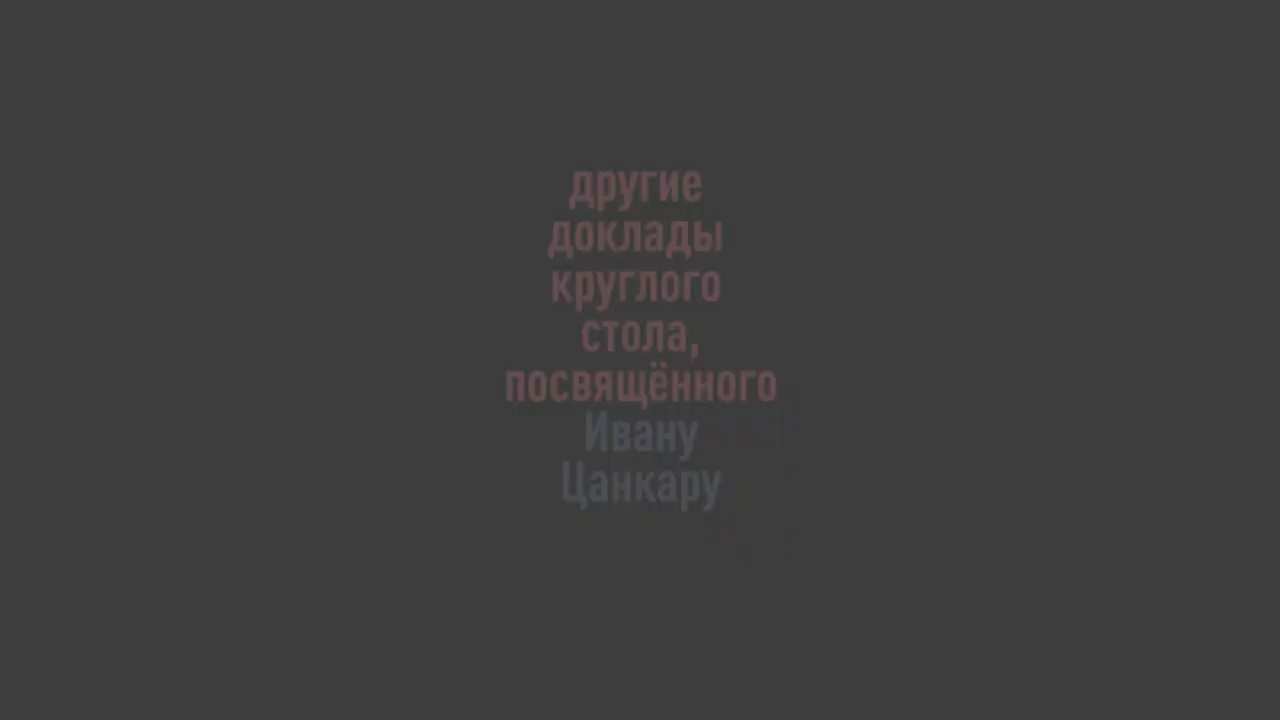 другие
доклады
круглого
стола,
посвящённого
Ивану
Цанкару